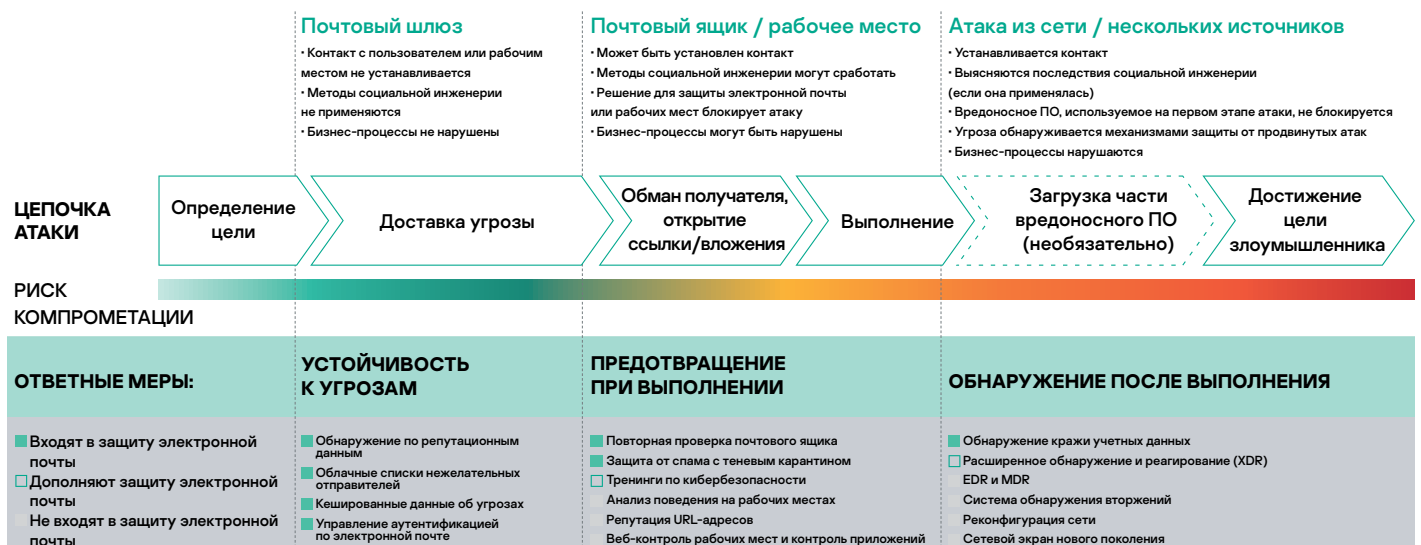 Почтовый шлюз
• Контакт с пользователем или рабочим
местом не устанавливается
• Методы социальной инженерии
не применяются
• Бизнес-процессы не нарушены
Почтовый ящик / рабочее место
• Может быть установлен контакт
• Методы социальной инженерии могут сработать
• Решение для защиты электронной почты
или рабочих мест блокирует атаку
• Бизнес-процессы могут быть нарушены
Атака из сети / нескольких источников
• Устанавливается контакт
• Выясняются последствия социальной инженерии
(если она применялась)
• Вредоносное ПО, используемое на первом этапе атаки, не блокируется
• Угроза обнаруживается механизмами защиты от продвинутых атак
• Бизнес-процессы нарушаются
ЦЕПОЧКА
АТАКИ
Определение
цели
Доставка угрозы
Обман получателя,
открытие
ссылки/вложения
Выполнение
Загрузка части
вредоносного ПО
(необязательно)
Достижение
цели
злоумышленника
РИСК
КОМПРОМЕТАЦИИ
ОТВЕТНЫЕ МЕРЫ:
УСТОЙЧИВОСТЬ
К УГРОЗАМ
ПРЕДОТВРАЩЕНИЕ
ПРИ ВЫПОЛНЕНИИ
ОБНАРУЖЕНИЕ ПОСЛЕ ВЫПОЛНЕНИЯ
Входят в защиту электронной
почты
Дополняют защиту электронной
почты
Не входят в защиту электронной
почты
Обнаружение по репутационным
данным
Облачные списки нежелательных
отправителей
Кешированные данные об угрозах
Управление аутентификацией
по электронной почте
Повторная проверка почтового ящика
Защита от спама с теневым карантином
Тренинги по кибербезопасности
Анализ поведения на рабочих местах
Репутация URL-адресов
Веб-контроль рабочих мест и контроль приложений
Обнаружение кражи учетных данных
Расширенное обнаружение и реагирование (XDR)
EDR и MDR
Система обнаружения вторжений
Реконфигурация сети
Сетевой экран нового поколения